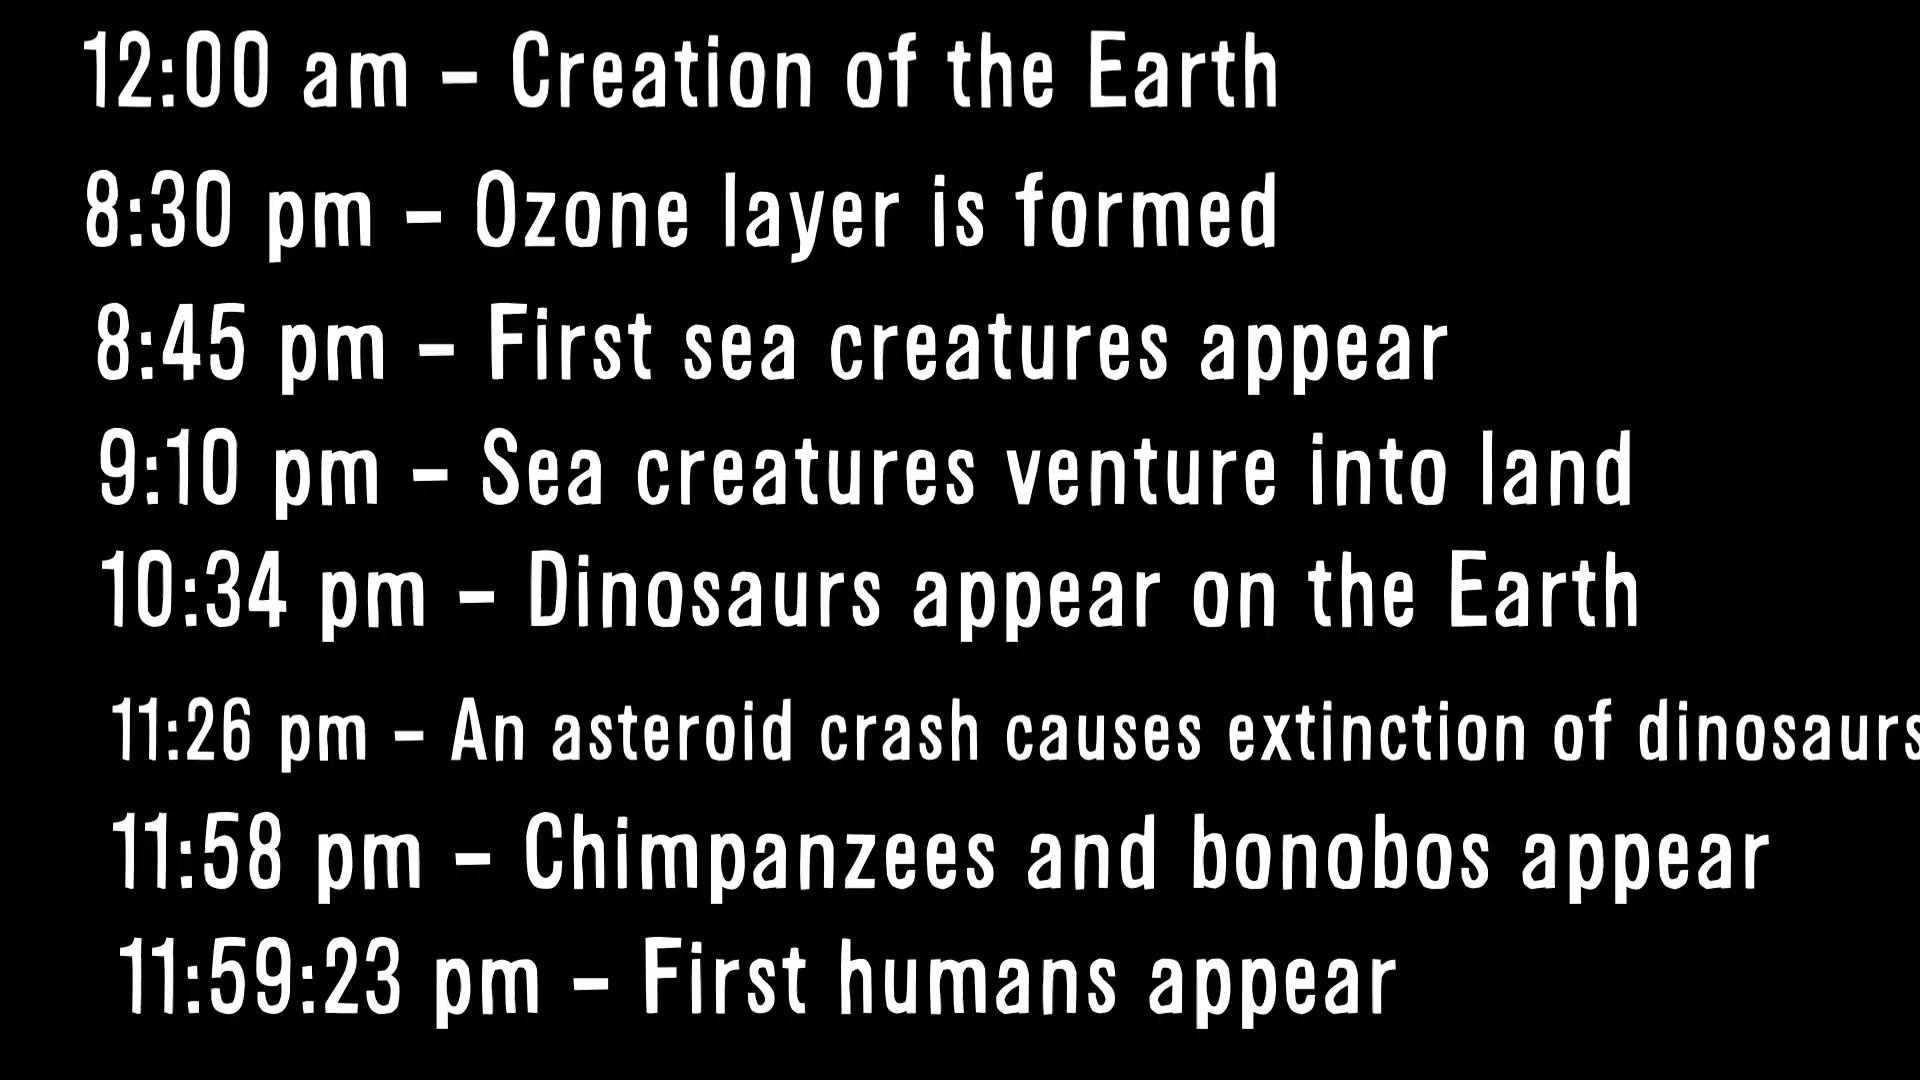 12:00 am – Creation of the Earth
8:30 pm – Ozone layer is formed
8:45 pm – First sea creatures appear
9:10 pm – Sea creatures venture into land
10:34 pm – Dinosaurs appear on the Earth
11:26 pm – An asteroid crash causes extinction of dinosaurs
11:58 pm – Chimpanzees and bonobos appear
11:59:23 pm – First humans appear